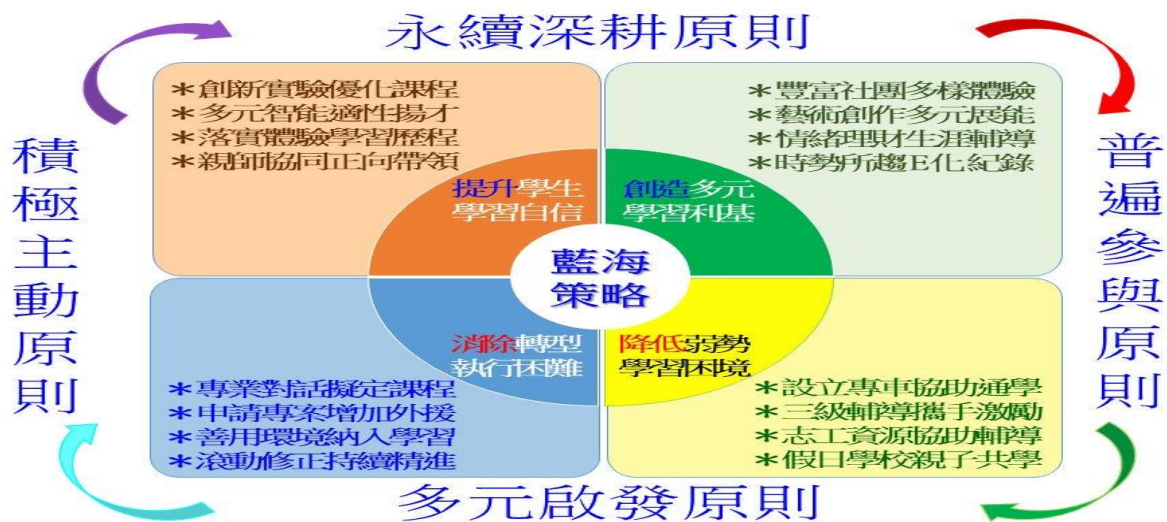 永續深耕原則
積極主動原則
*創新實驗優化課程
*多元智能適性揚才
*落實體驗學習歷程
*親師協同正向帶領
提升學生
學習自信
*豐富社團多樣體驗
*藝術創作多元展能
*情緒理財生涯輔導
*時勢所趨E化紀錄
創造多元
學習利基
普遍參與原則
藍海
策略
消除轉型
執行困難
*專業對話擬定課程
*申請專案增加外援
*善用環境納入學習
*滾動修正持續精進
降低弱勢
學習困境
*設立專車協助通學
*三級輔導攜手激勵
*志工資源協助輔導
*假日學校親子共學
多元啟發原則